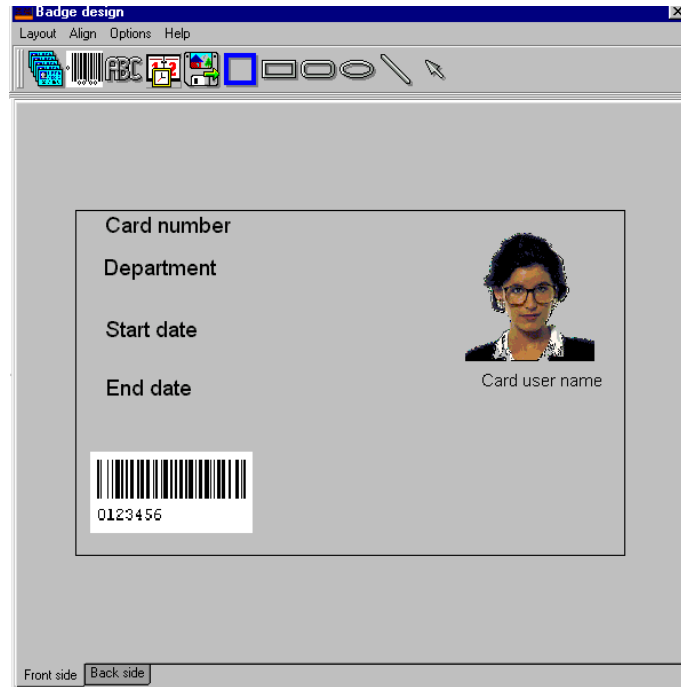 Badge design
Layout Align Options Help
ABC
Card number
Department
Start date
End date
Card user name
0123456
Front side Back side